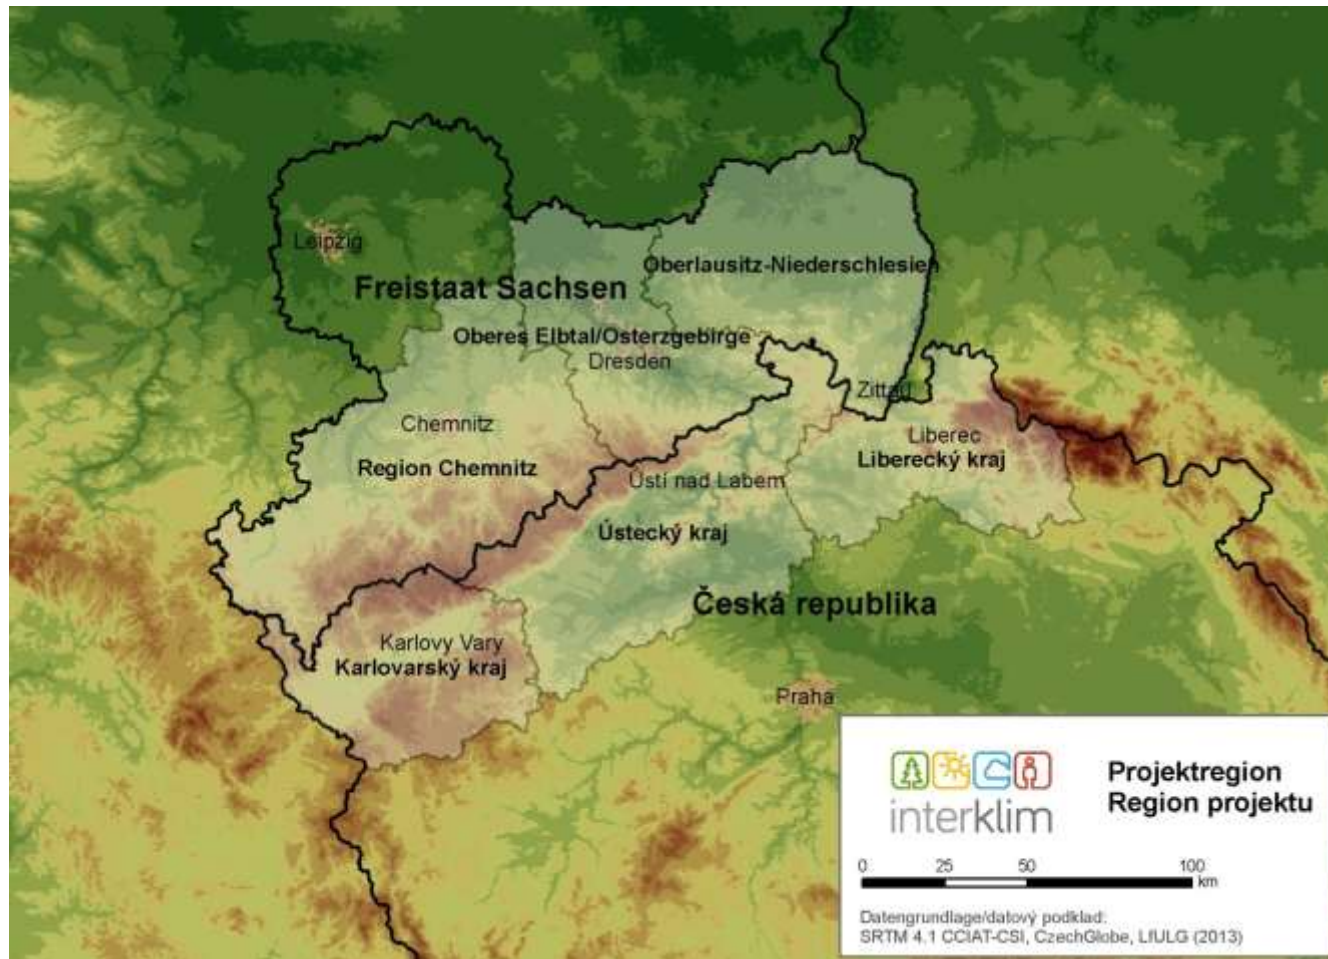 Leipzig
Oberlausitz-Niederschlesien
Freistaat Sachsen
Oberes Elbtal/Osterzgebirge
Dresden
Zittau
Chemnitz
Region Chemnitz
Liberec
Liberecký kraj
Ústí nad Labem
Ústecký kraj
Česká republika
Karlovy Vary
Karlovarský kraj
Praha
interklim
Projektregion
Region projektu
0 25 50 100
km
Datengrundlage/datový podklad:
SRTM 4.1 CCIAT-CSI, CzechGlobe, LfULG (2013)